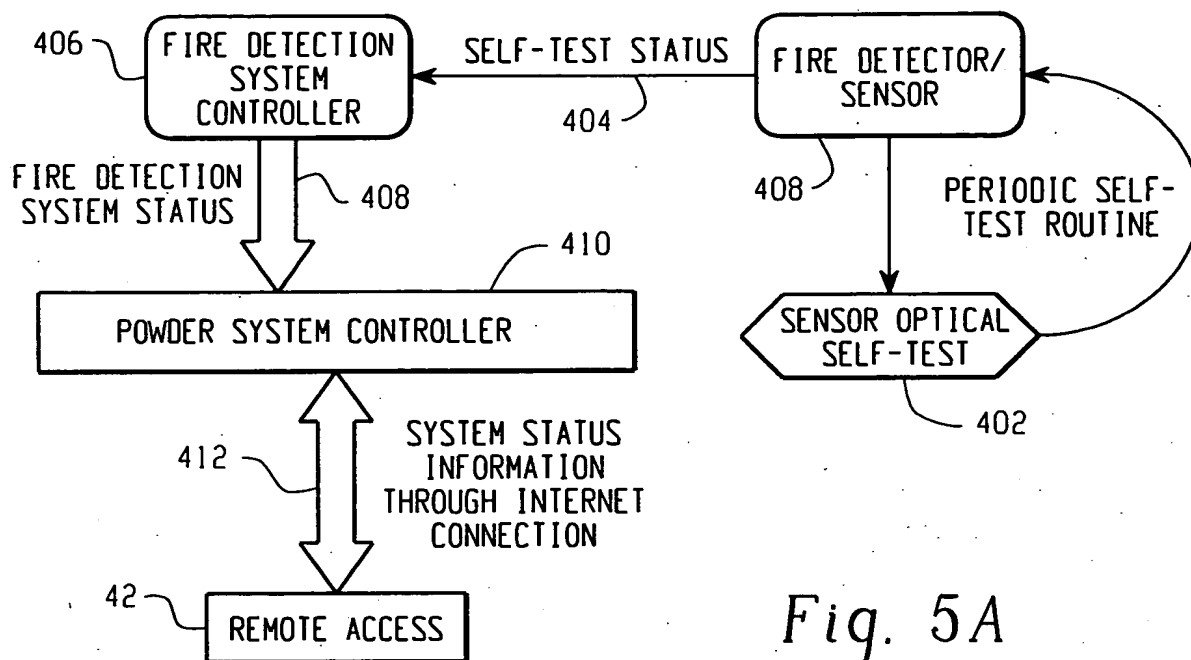 406
FIRE DETECTION
SYSTEM
CONTROLLER
SELF-TEST STATUS
404
FIRE DETECTOR/
SENSOR
408
FIRE DETECTION
SYSTEM STATUS
408
PERIODIC SELF-
TEST ROUTINE
410
POWDER SYSTEM CONTROLLER
SENSOR OPTICAL
SELF-TEST
402
412
SYSTEM STATUS
INFORMATION
THROUGH INTERNET
CONNECTION
42
REMOTE ACCESS
Fig. 5A